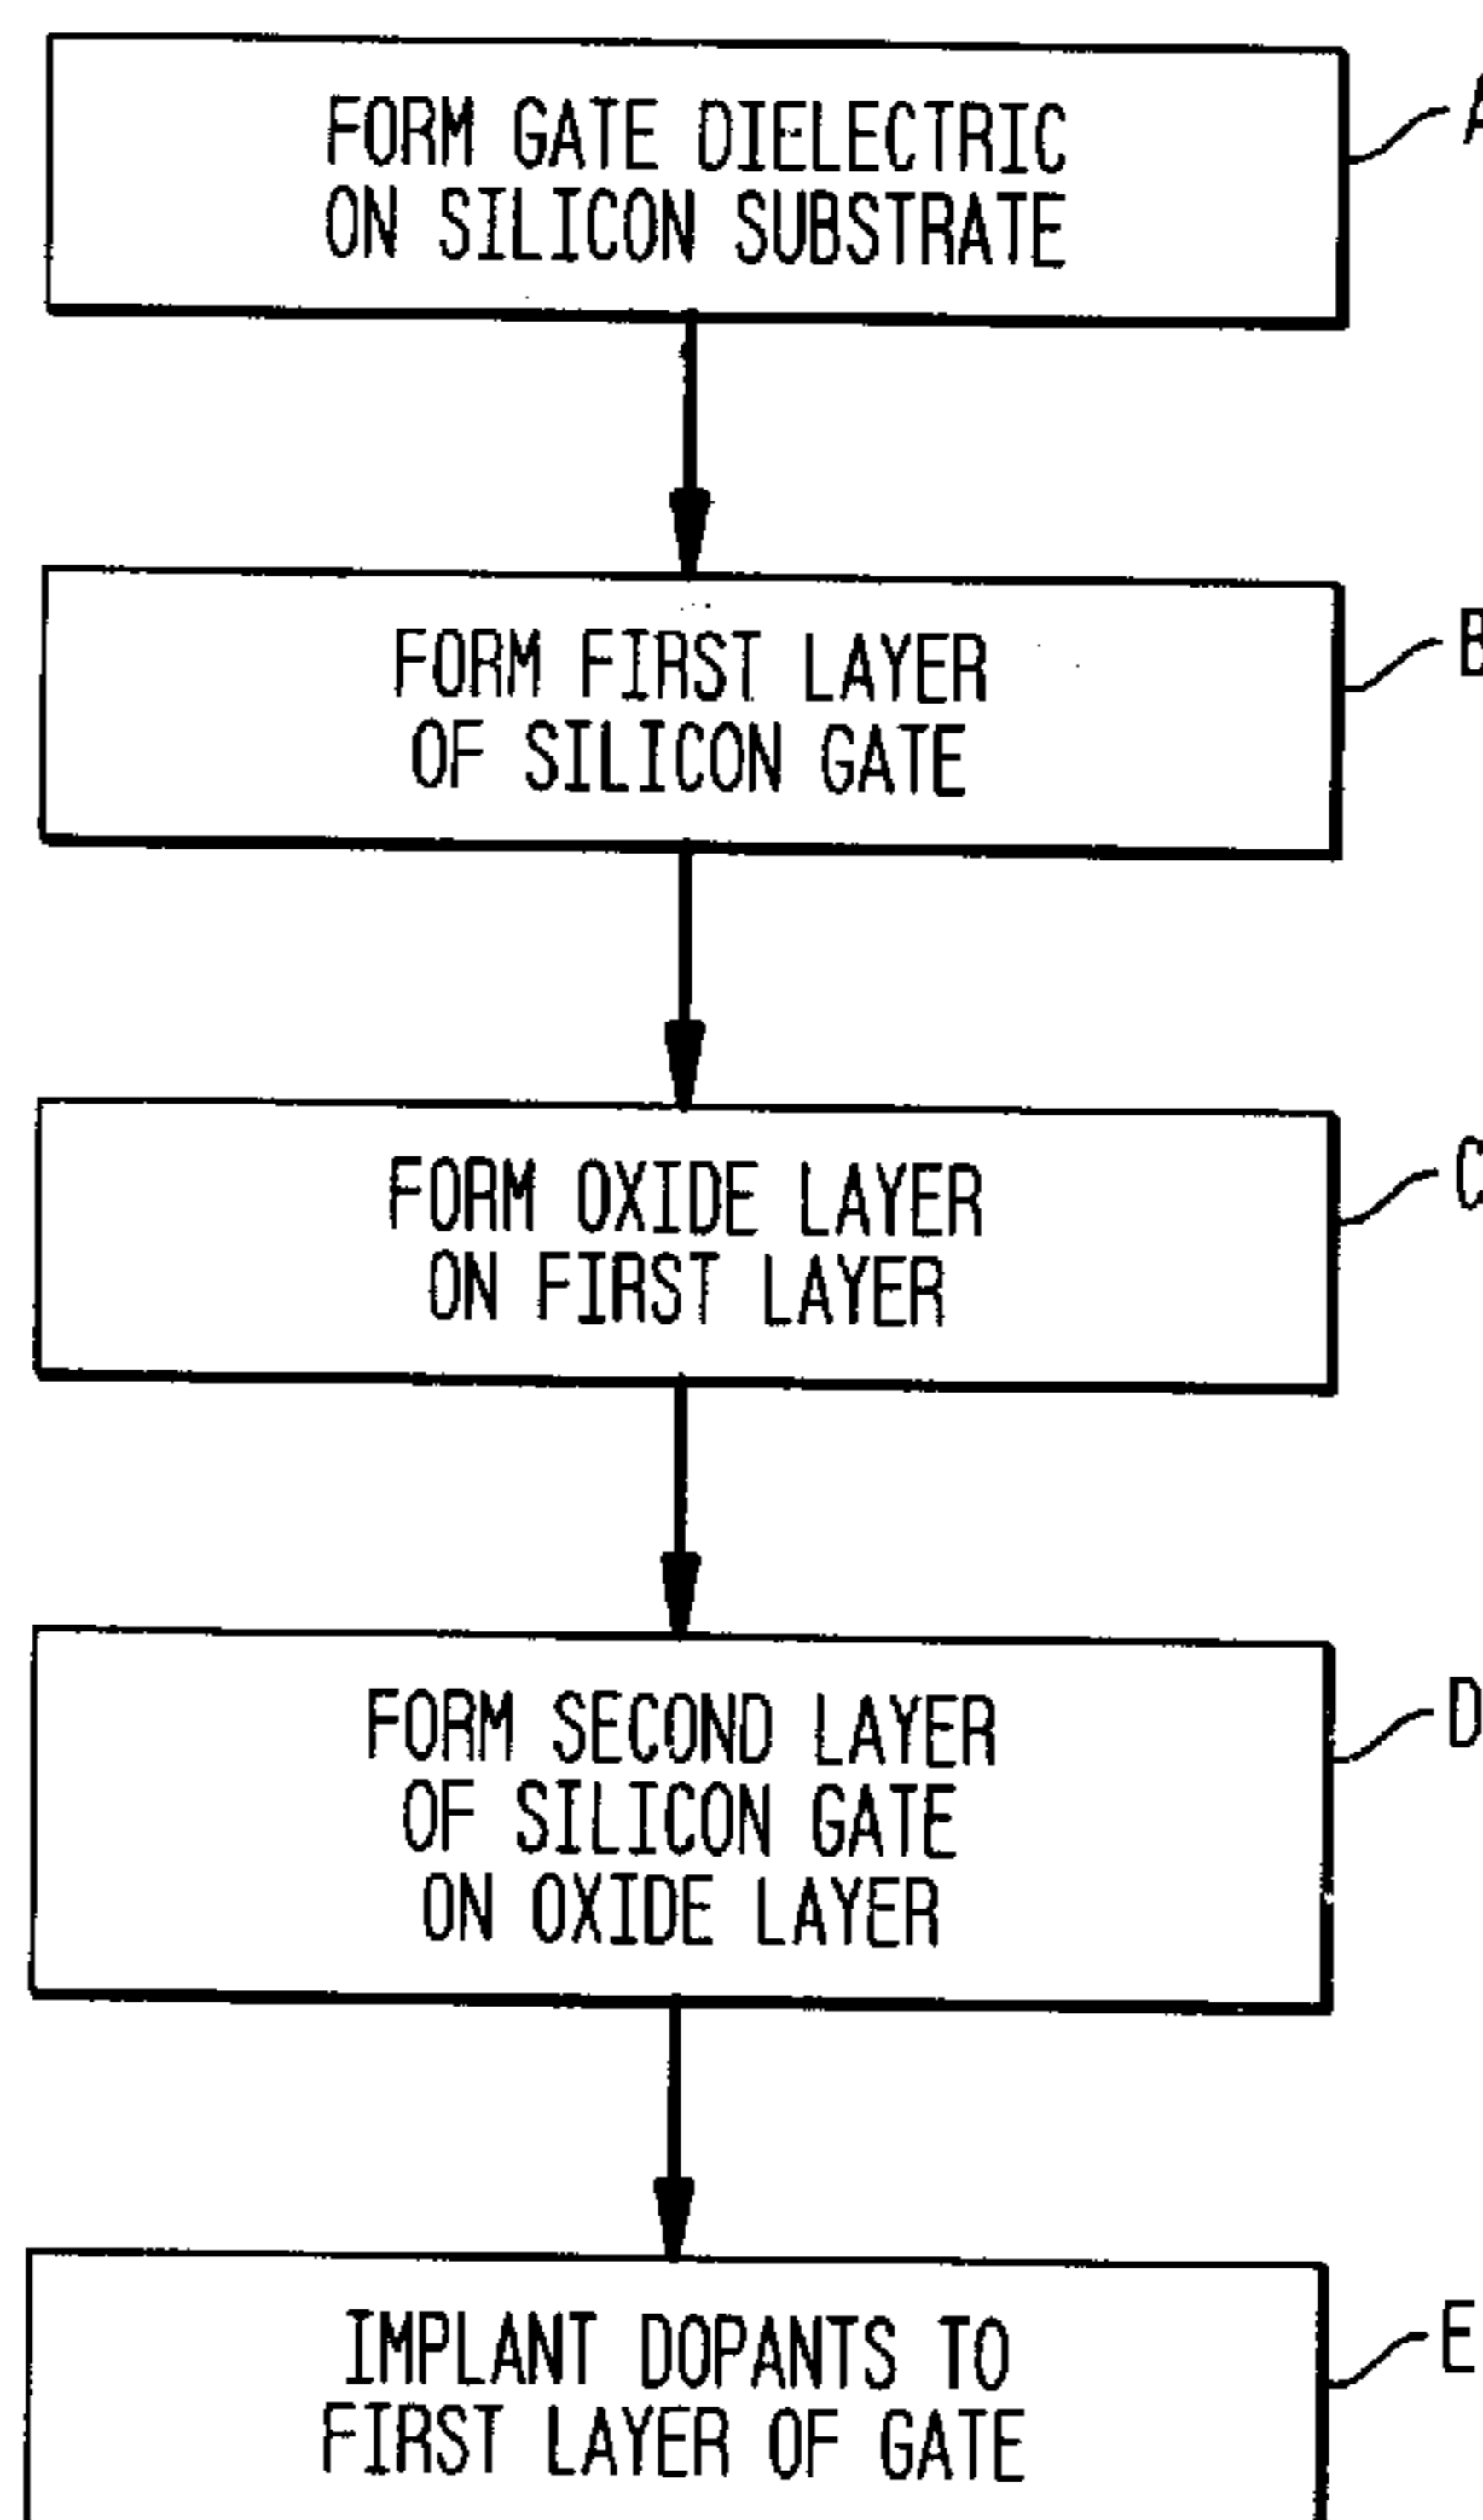 FORM GATE DIELECTRIC
ON SILICON SUBSTRATE
A
FORM FIRST LAYER
OF SILICON GATE
B
FORM OXIDE LAYER
ON FIRST LAYER
C
FORM SECOND LAYER
OF SILICON GATE
ON OXIDE LAYER
D
IMPLANT DOPANTS TO
FIRST LAYER OF GATE
E